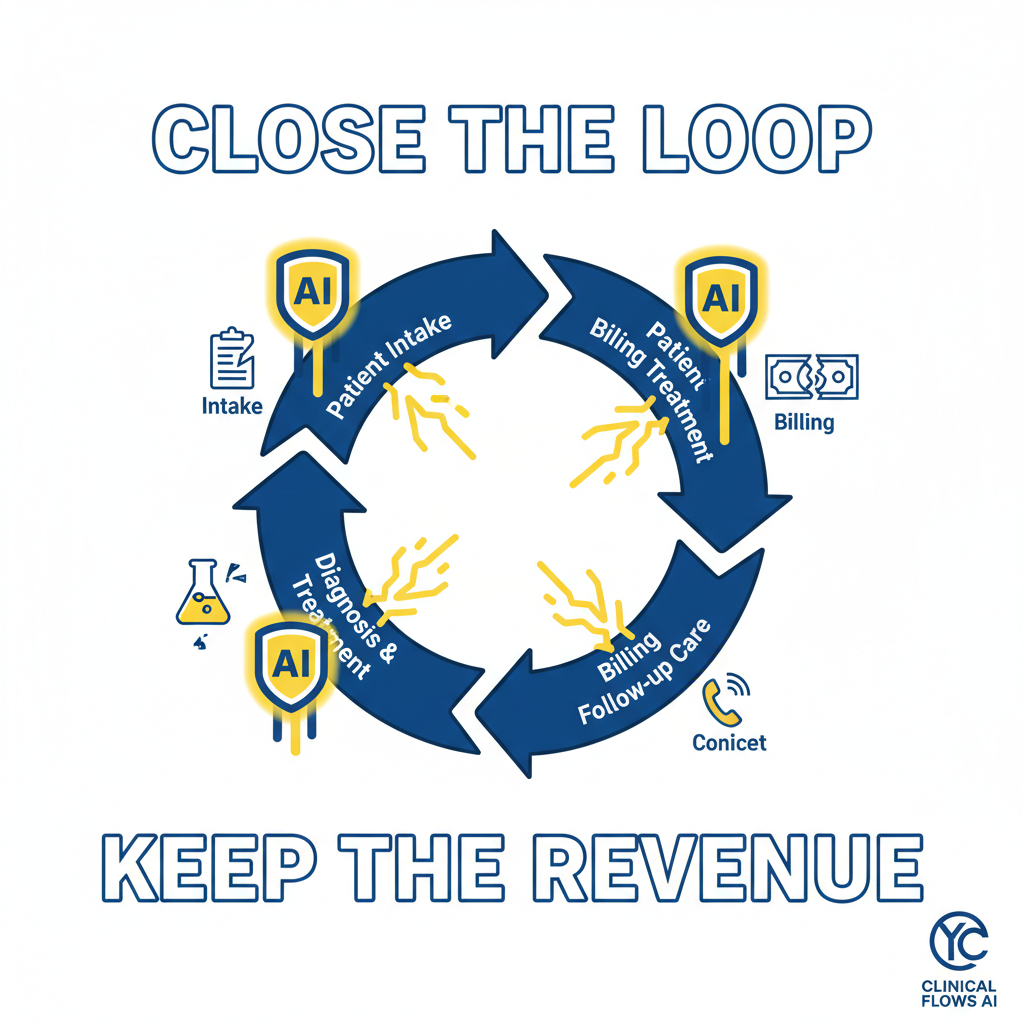 CLOSE THE LOOP
AI
AI
Patient Intake
Patient
Biling Treatment
Intake
Billing
Diagnosis &
Treatment
AI
Billing
Follow-up Care
Conicet
KEEP THE REVENUE
YC
CLINICAL
FLOWS AI